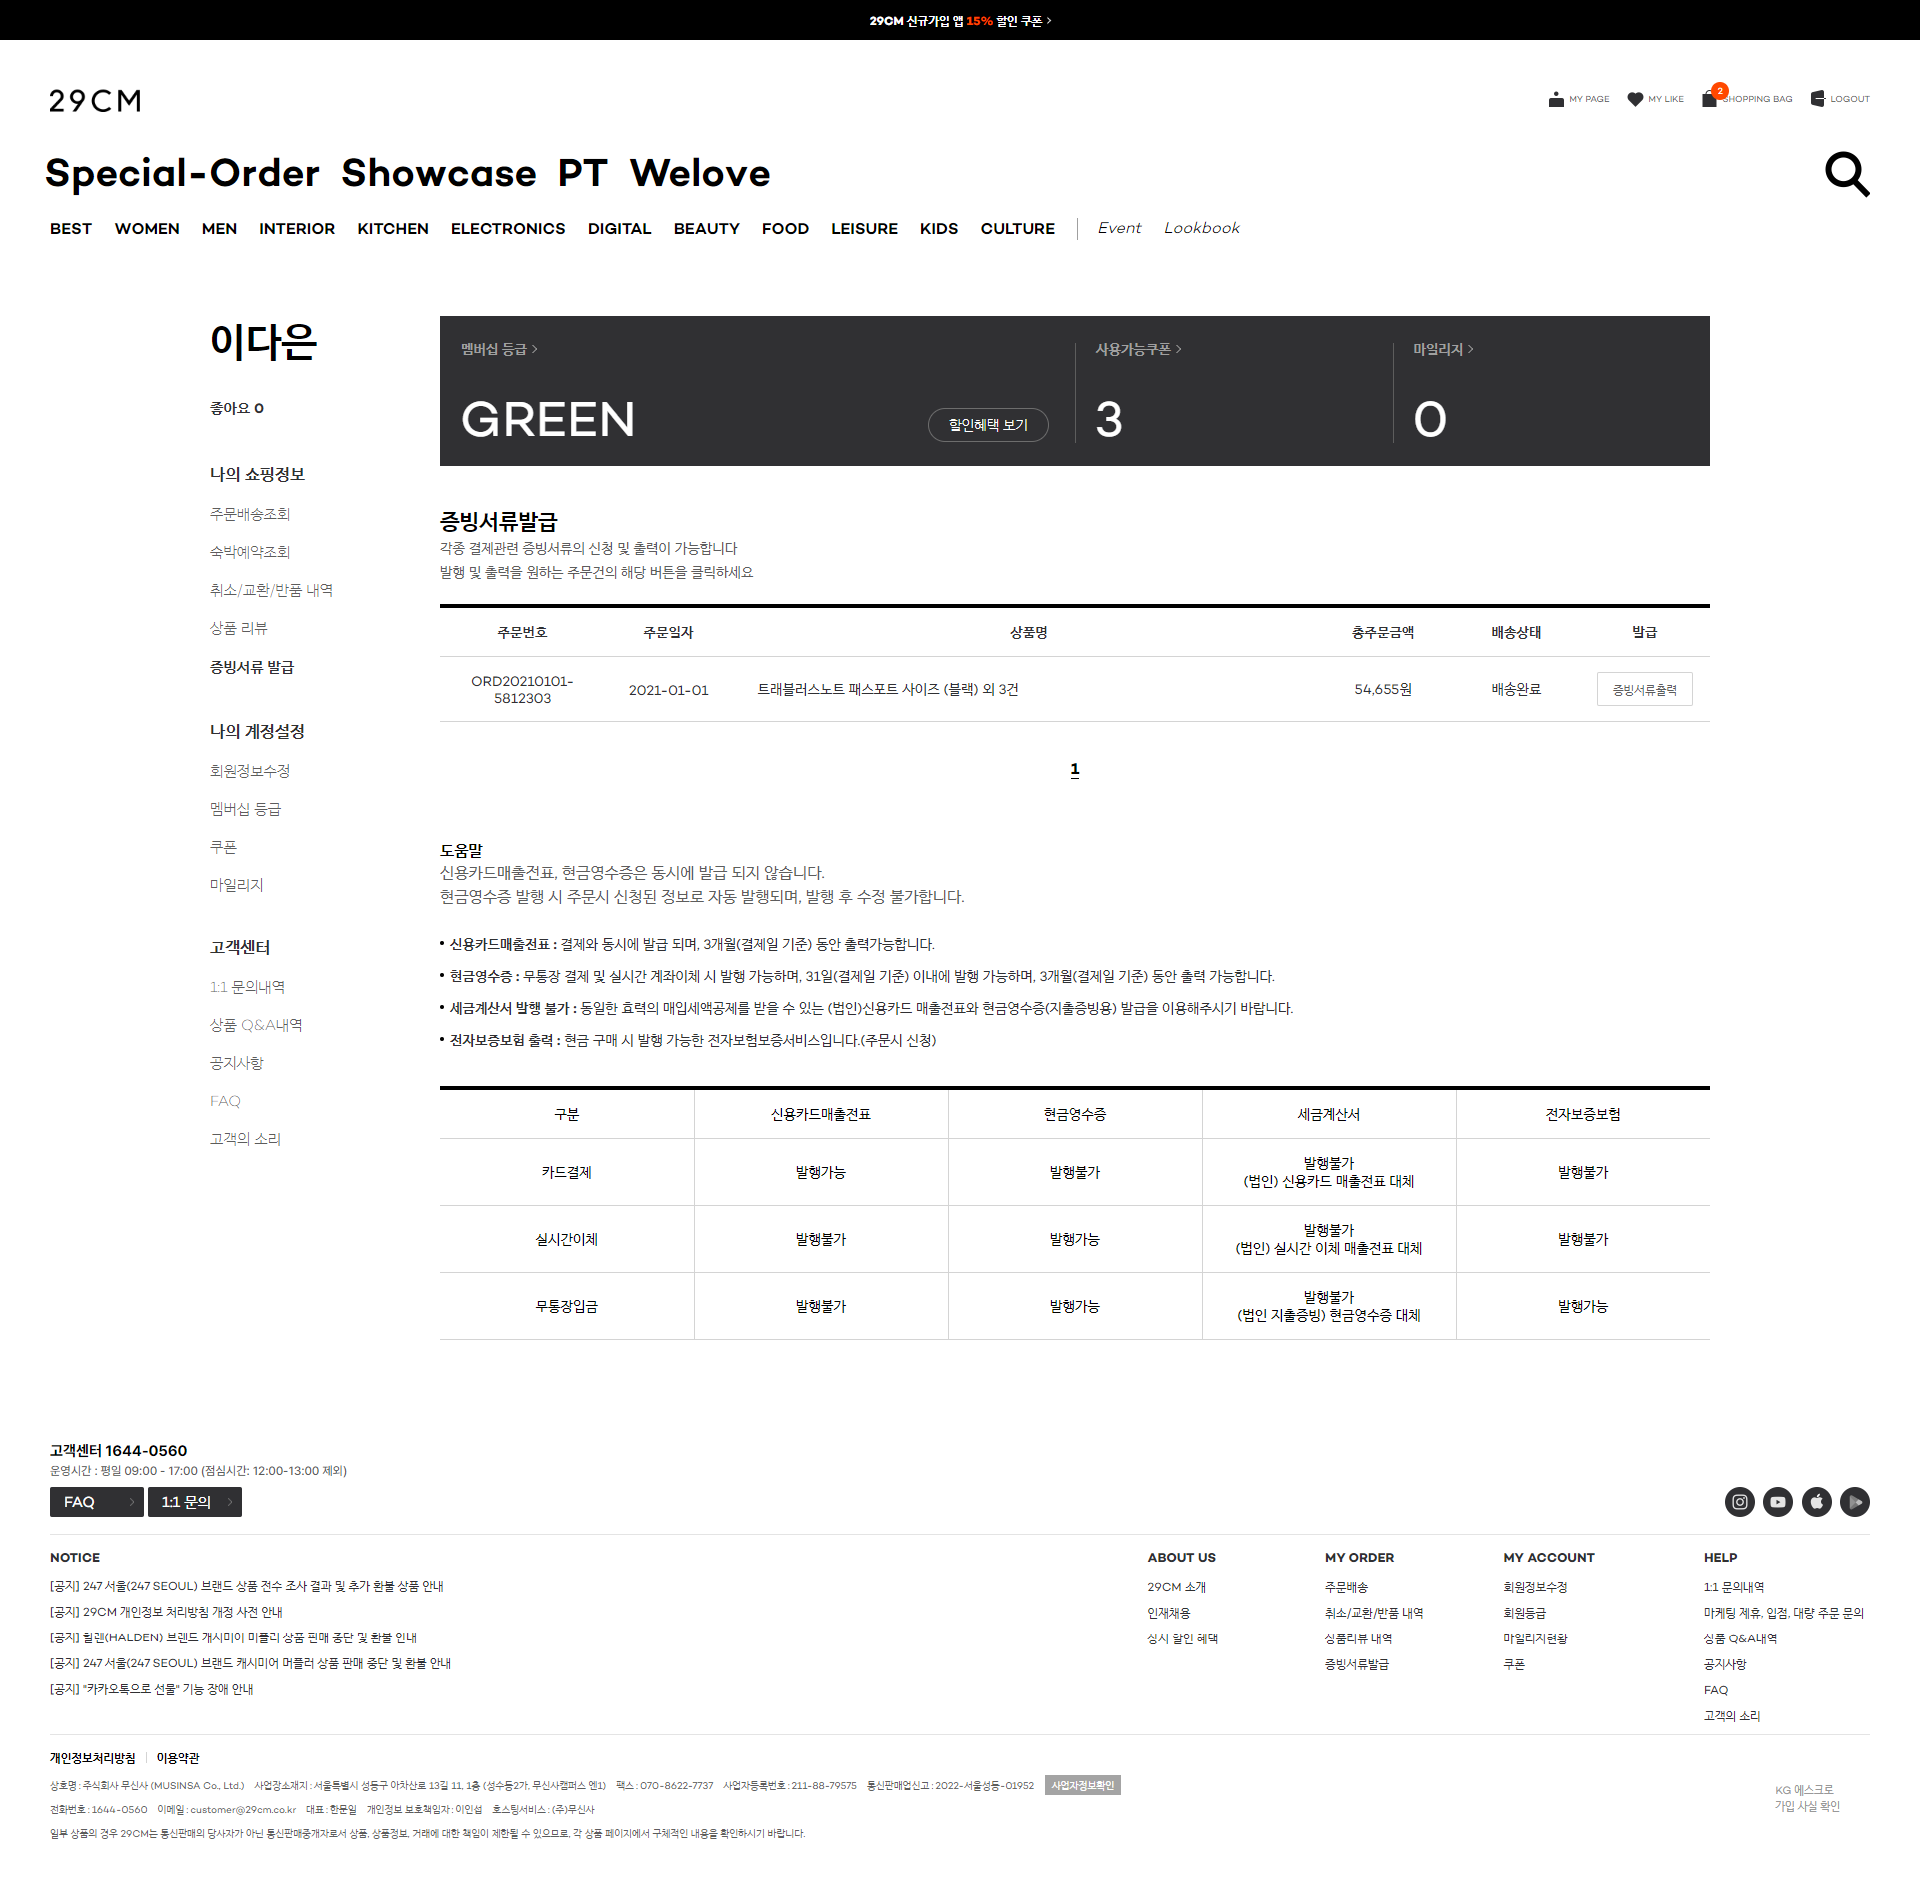 29CM 신규가입 앱 15% 할인 쿠폰 >
29CM
MY PAGE
MY LIKE
2
SHOPPING BAG
LOGOUT
Special-Order Showcase PT Welove
BEST WOMEN MEN INTERIOR KITCHEN ELECTRONICS DIGITAL BEAUTY FOOD LEISURE KIDS CULTURE Event Lookbook
이다은
좋아요 0
나의 쇼핑정보
주문배송조회
숙박예약조회
취소/교환/반품 내역
상품 리뷰
증빙서류 발급
나의 계정설정
회원정보수정
멤버십 등급
쿠폰
마일리지
고객센터
1:1 문의내역
상품 Q&A내역
공지사항
FAQ
고객의 소리
멤버십 등급 >
GREEN
할인혜택 보기
사용가능쿠폰 >
3
마일리지 >
0
증빙서류발급
각종 결제관련 증빙서류의 신청 및 출력이 가능합니다
발행 및 출력을 원하는 주문건의 해당 버튼을 클릭하세요
주문번호 주문일자 상품명 총주문금액 배송상태 발급
ORD20210101-
5812303
2021-01-01 트래블러스노트 패스포트 사이즈 (블랙) 외 3건 54,655원 배송완료 증빙서류출력
1
도움말
신용카드매출전표, 현금영수증은 동시에 발급 되지 않습니다.
현금영수증 발행 시 주문시 신청된 정보로 자동 발행되며, 발행 후 수정 불가합니다.
• 신용카드매출전표 : 결제와 동시에 발급 되며, 3개월(결제일 기준) 동안 출력가능합니다.
• 현금영수증 : 무통장 결제 및 실시간 계좌이체 시 발행 가능하며, 31일(결제일 기준) 이내에 발행 가능하며, 3개월(결제일 기준) 동안 출력 가능합니다.
• 세금계산서 발행 불가 : 동일한 효력의 매입세액공제를 받을 수 있는 (법인)신용카드 매출전표와 현금영수증(지출증빙용) 발급을 이용해주시기 바랍니다.
• 전자보증보험 출력 : 현금 구매 시 발행 가능한 전자보험보증서비스입니다.(주문시 신청)
구분 신용카드매출전표 현금영수증 세금계산서 전자보증보험
카드결제 발행가능 발행불가 발행불가 발행불가
(법인) 신용카드 매출전표 대체
실시간이체 발행불가 발행가능 발행불가 발행불가
(법인) 실시간 이체 매출전표 대체
무통장입금 발행불가 발행가능 발행불가 발행가능
(법인 지출증빙) 현금영수증 대체
고객센터 1644-0560
운영시간 : 평일 09:00 - 17:00 (점심시간: 12:00-13:00 제외)
FAQ >
1:1 문의 >
NOTICE
[공지] 247 서울(247 SEOUL) 브랜드 상품 전수 조사 결과 및 추가 환불 상품 안내
[공지] 29CM 개인정보 처리방침 개정 사전 안내
[공지] 할렌(HALDEN) 브랜드 캐시미어 머플러 상품 판매 중단 및 환불 안내
[공지] 247 서울(247 SEOUL) 브랜드 캐시미어 머플러 상품 판매 중단 및 환불 안내
[공지] "카카오톡으로 선물" 기능 장애 안내
ABOUT US
29CM 소개
인재채용
상시 할인 혜택
MY ORDER
주문배송
취소/교환/반품 내역
상품리뷰 내역
증빙서류발급
MY ACCOUNT
회원정보수정
회원등급
마일리지현황
쿠폰
HELP
1:1 문의내역
마케팅 제휴, 입점, 대량 주문 문의
상품 Q&A내역
공지사항
FAQ
고객의 소리
개인정보처리방침 이용약관
상호명 : 주식회사 무신사 (MUSINSA Co., Ltd.) 사업장소재지 : 서울특별시 성동구 아차산로 13길 11, 1층 (성수동2가, 무신사캠퍼스 엔1) 팩스 : 070-8622-7737 사업자등록번호 : 211-88-79575 통신판매업신고 : 2022-서울성동-01952 사업자정보확인
전화번호 : 1644-0560 이메일 : customer@29cm.co.kr 대표 : 한문일 개인정보 보호책임자 : 이인섭 호스팅서비스 : (주)무신사
일부 상품의 경우 29CM는 통신판매의 당사자가 아닌 통신판매중개자로서 상품, 상품정보, 거래에 대한 책임이 제한될 수 있으므로, 각 상품 페이지에서 구체적인 내용을 확인하시기 바랍니다.
KG 에스크로
가입 사실 확인